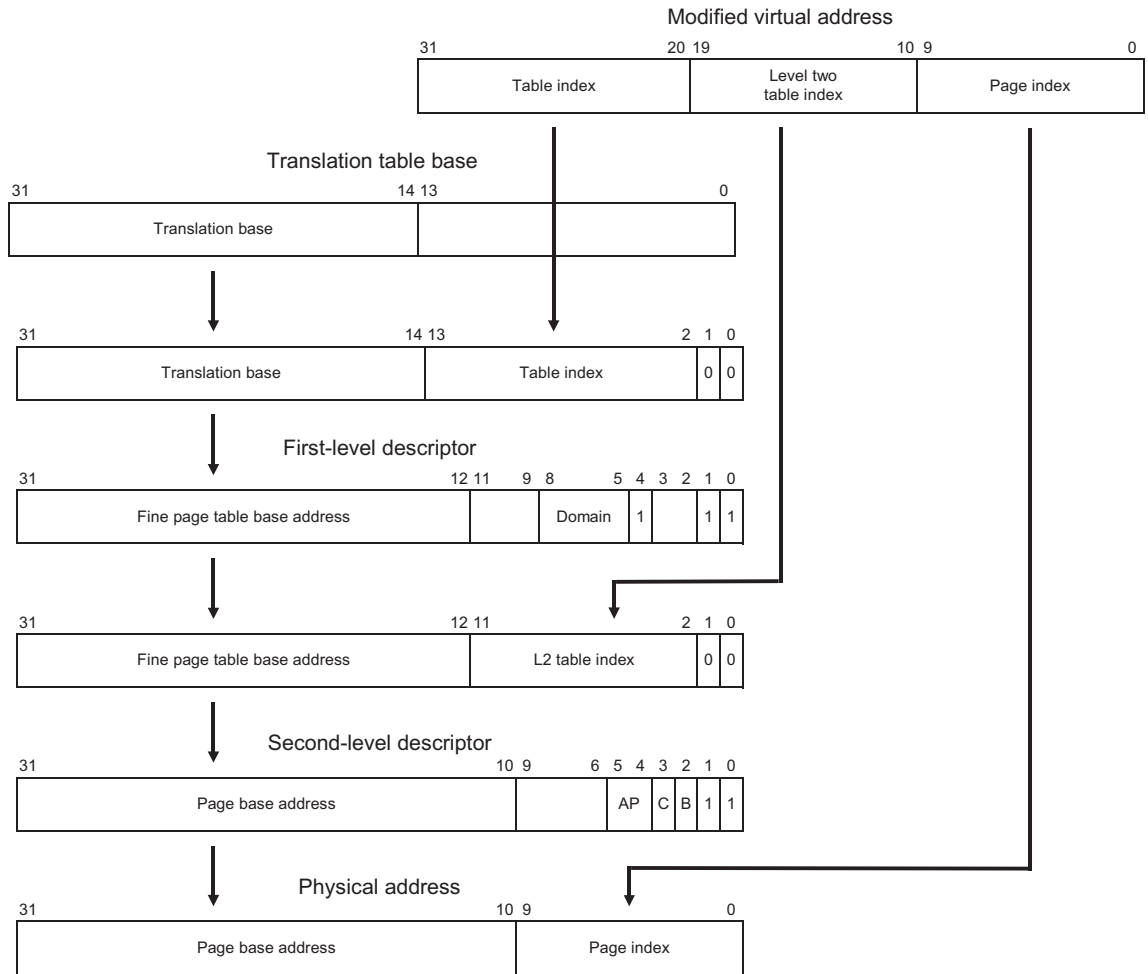 Modified virtual address
31 20 19 10 9 0
Table index
Level two
table index
Page index
Translation table base
31 14 13 0
Translation base
31 14 13 2 1 0
Translation base Table index 0 0
First-level descriptor
31 12 11 9 8 5 4 3 2 1 0
Fine page table base address Domain 1 1 1
31 12 11 2 1 0
Fine page table base address L2 table index 0 0
Second-level descriptor
31 10 9 6 5 4 3 2 1 0
Page base address AP C B 1 1
Physical address
31 10 9 0
Page base address Page index